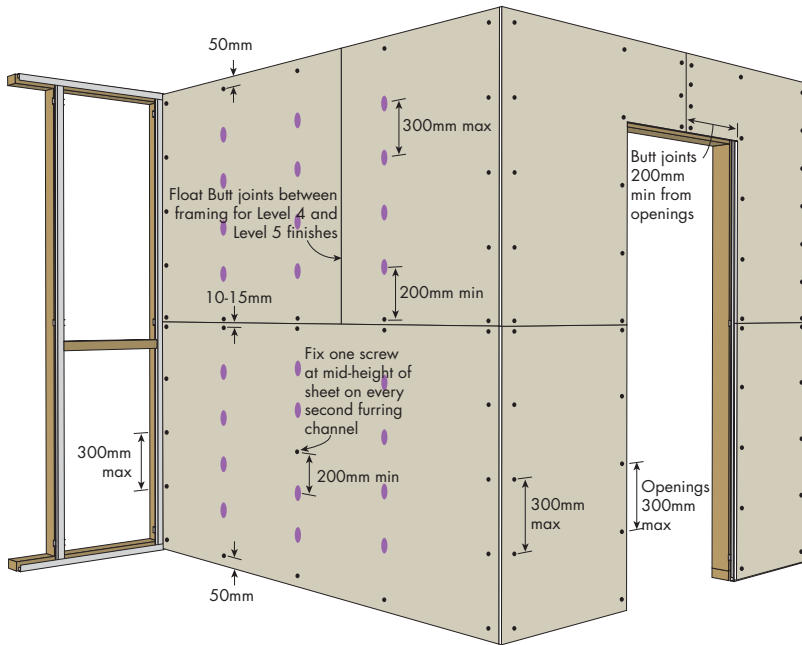 50mm
300mm max
Butt joints
200mm
min from
openings
Float Butt joints between
framing for Level 4 and
Level 5 finishes
200mm min
10-15mm
Fix one screw
at mid-height of
sheet on every
second furring
channel
300mm
max
200mm min
300mm
max
Openings
300mm
max
50mm